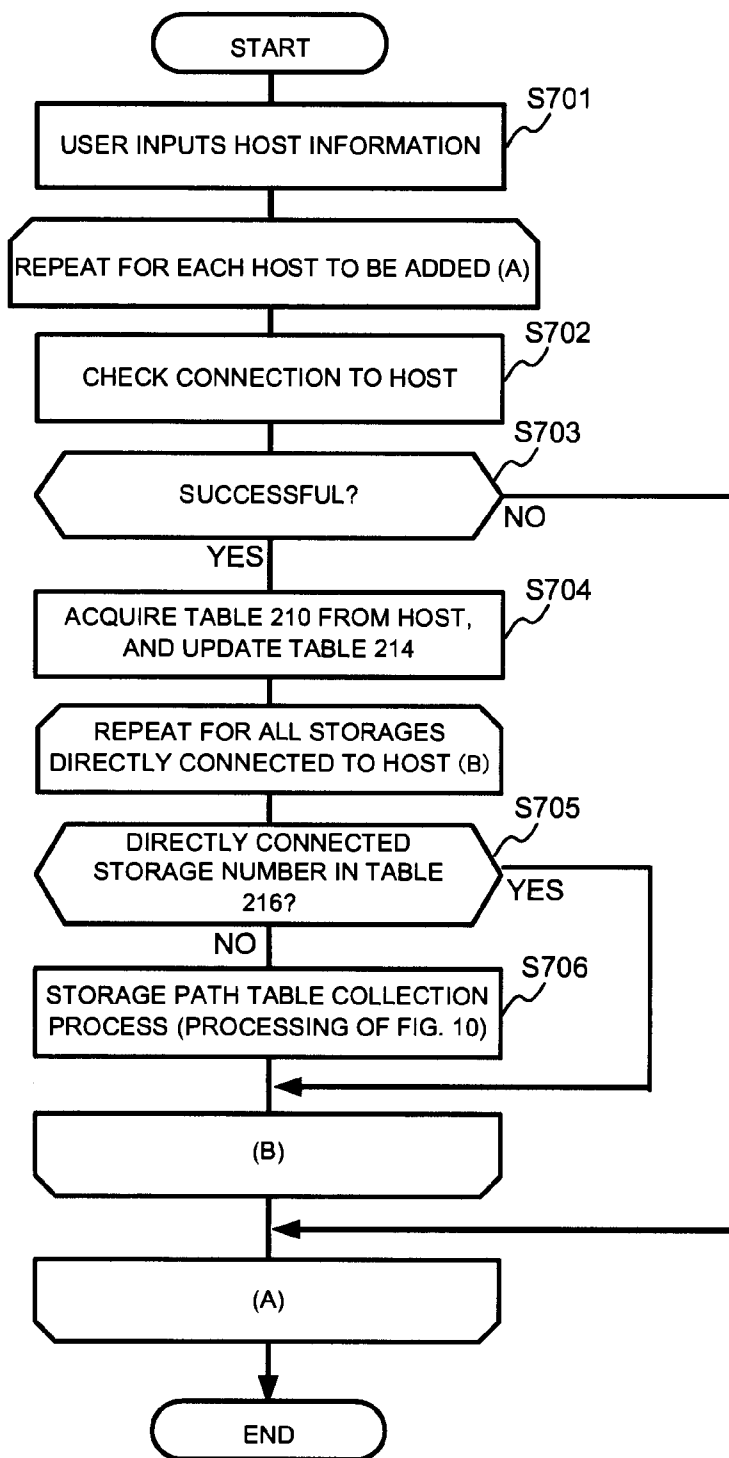 START
S701
USER INPUTS HOST INFORMATION
REPEAT FOR EACH HOST TO BE ADDED (A)
S702
CHECK CONNECTION TO HOST
S703
SUCCESSFUL?
NO
YES
S704
ACQUIRE TABLE 210 FROM HOST,
AND UPDATE TABLE 214
REPEAT FOR ALL STORAGES
DIRECTLY CONNECTED TO HOST (B)
S705
DIRECTLY CONNECTED
STORAGE NUMBER IN TABLE
216?
YES
NO
S706
STORAGE PATH TABLE COLLECTION
PROCESS (PROCESSING OF FIG. 10)
(B)
(A)
END